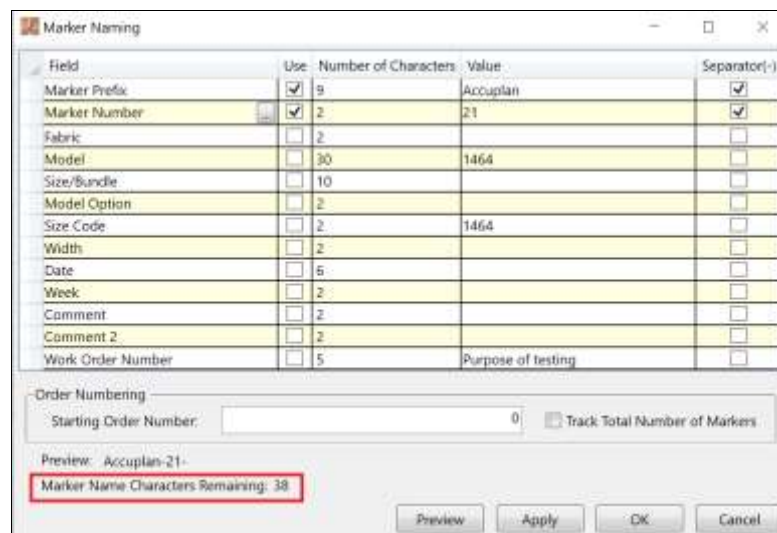 Marker Naming
Field Use Number of Characters Value Separator(-)
Marker Prefix 9 Accuplan
Marker Number ... 2 21
Fabric 2
Model 30 1464
Size/Bundle 10
Model Option 2
Size Code 2 1464
Width 2
Date 6
Week 2
Comment 2
Comment 2 2
Work Order Number 5 Purpose of testing
Order Numbering
Starting Order Number: 0 Track Total Number of Markers
Preview: Accuplan-21-
Marker Name Characters Remaining: 38
Preview Apply OK Cancel